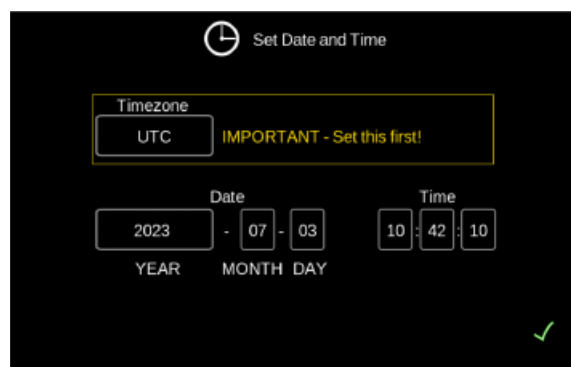 Set Date and Time
Timezone
UTC IMPORTANT - Set this first!
Date Time
2023 - 07 - 03 10 : 42 : 10
YEAR MONTH DAY